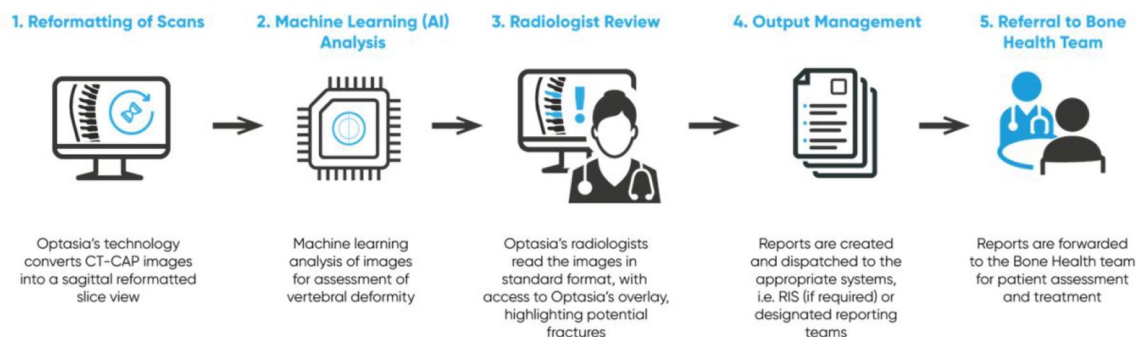 1. Reformatting of Scans
Optasia's technology
converts CT-CAP images
into a sagittal reformatted
slice view
2. Machine Learning (AI)
Analysis
Machine learning
analysis of images
for assessment of
vertebral deformity
3. Radiologist Review
!
Optasia's radiologists
read the images in
standard format, with
access to Optasia's overlay,
highlighting potential
fractures
4. Output Management
Reports are created
and dispatched to the
appropriate systems,
i.e. RIS (if required) or
designated reporting
teams
5. Referral to Bone
Health Team
Reports are forwarded
to the Bone Health team
for patient assessment
and treatment